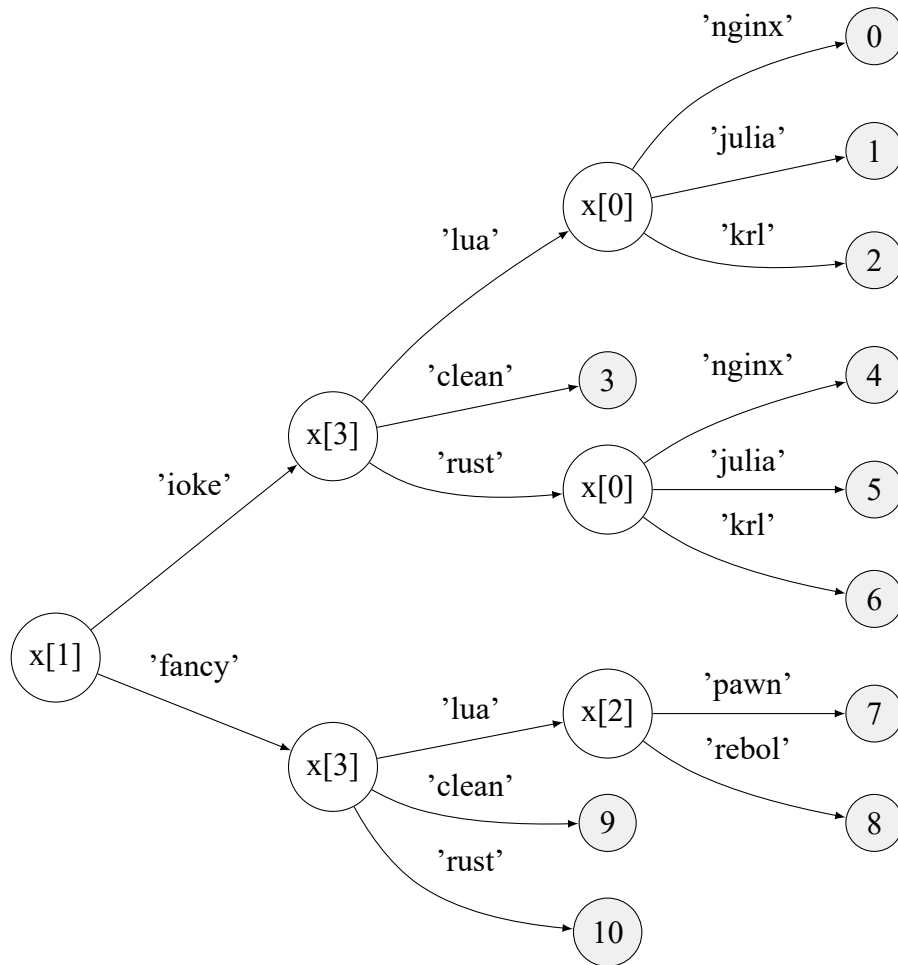 ’nginx’
0
’julia’
1
x[0]
’krl’
’lua’
2
’nginx’
’clean’
3
4
x[3]
’julia’
’rust’
x[0]
5
’ioke’
’krl’
6
x[1]
’fancy’
’pawn’
’lua’
x[2]
7
’rebol’
x[3]
’clean’
9
8
’rust’
10